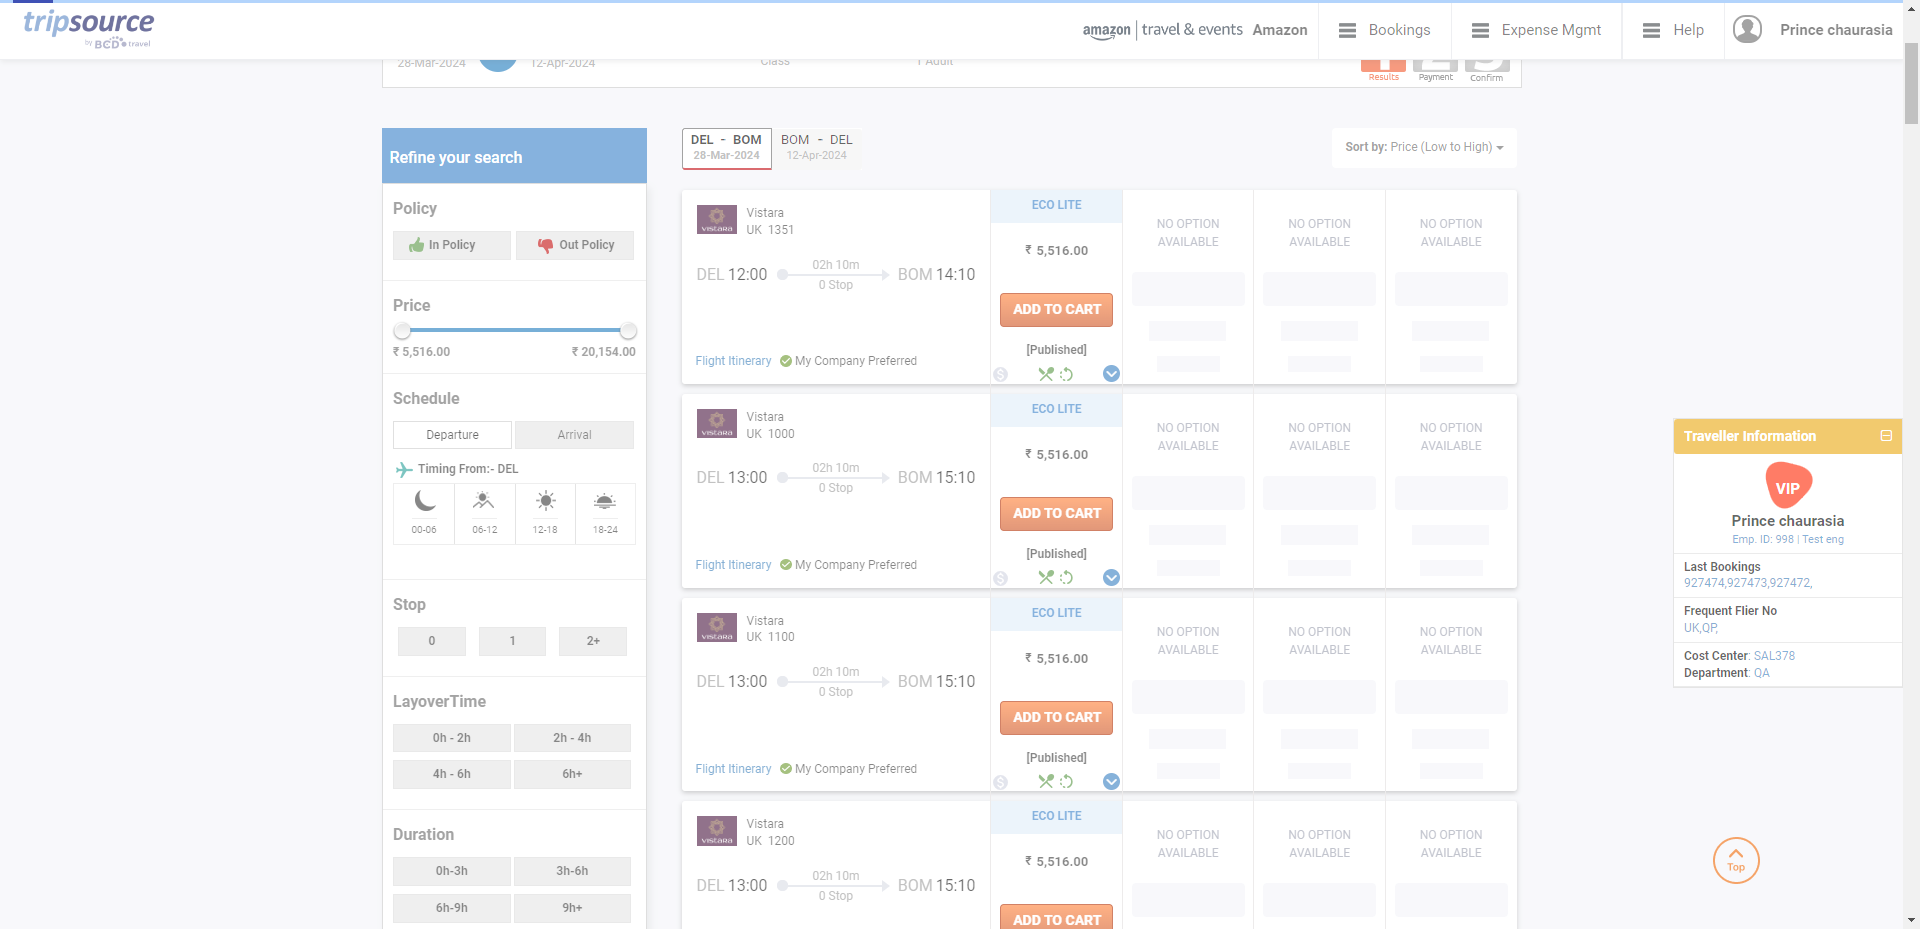 tripsource
by BCD travel
amazon | travel & events Amazon
Bookings
Expense Mgmt
Help
Prince chaurasia
28-Mar-2024
12-Apr-2024
Class
1 Adult
Results
Payment
Confirm
Refine your search
Policy
In Policy
Out Policy
Price
₹ 5,516.00
₹ 20,154.00
Schedule
Departure
Arrival
Timing From:- DEL
00-06
06-12
12-18
18-24
Stop
0
1
2+
LayoverTime
0h - 2h
2h - 4h
4h - 6h
6h+
Duration
0h-3h
3h-6h
6h-9h
9h+
DEL - BOM
28-Mar-2024
BOM - DEL
12-Apr-2024
Sort by: Price (Low to High)
VISTARA
Vistara
UK 1351
DEL 12:00
02h 10m
0 Stop
BOM 14:10
Flight Itinerary
My Company Preferred
ECO LITE
₹ 5,516.00
ADD TO CART
[Published]
NO OPTION
AVAILABLE
NO OPTION
AVAILABLE
NO OPTION
AVAILABLE
VISTARA
Vistara
UK 1000
DEL 13:00
02h 10m
0 Stop
BOM 15:10
Flight Itinerary
My Company Preferred
ECO LITE
₹ 5,516.00
ADD TO CART
[Published]
NO OPTION
AVAILABLE
NO OPTION
AVAILABLE
NO OPTION
AVAILABLE
VISTARA
Vistara
UK 1100
DEL 13:00
02h 10m
0 Stop
BOM 15:10
Flight Itinerary
My Company Preferred
ECO LITE
₹ 5,516.00
ADD TO CART
[Published]
NO OPTION
AVAILABLE
NO OPTION
AVAILABLE
NO OPTION
AVAILABLE
VISTARA
Vistara
UK 1200
DEL 13:00
02h 10m
0 Stop
BOM 15:10
ECO LITE
₹ 5,516.00
ADD TO CART
NO OPTION
AVAILABLE
NO OPTION
AVAILABLE
NO OPTION
AVAILABLE
Traveller Information
VIP
Prince chaurasia
Emp. ID: 998 | Test eng
Last Bookings
927474,927473,927472,
Frequent Flier No
UK,QP,
Cost Center: SAL378
Department: QA
Top